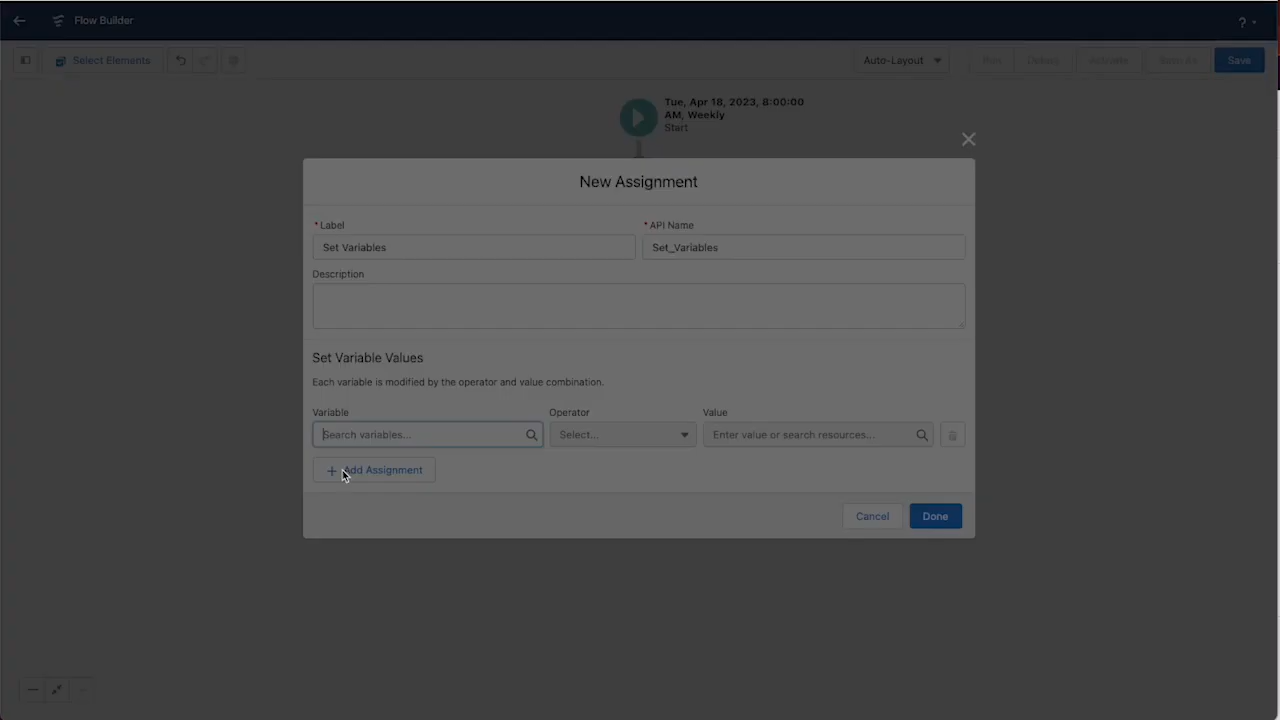 Flow Builder
?
Select Elements
Auto-Layout
Run
Debug
Activate
Save As
Save
Tue, Apr 18, 2023, 8:00:00
AM, Weekly
Start
New Assignment
* Label
* API Name
Set Variables
Set_Variables
Description
Set Variable Values
Each variable is modified by the operator and value combination.
Variable
Operator
Value
Search variables...
Select...
Enter value or search resources...
+ Add Assignment
Cancel
Done